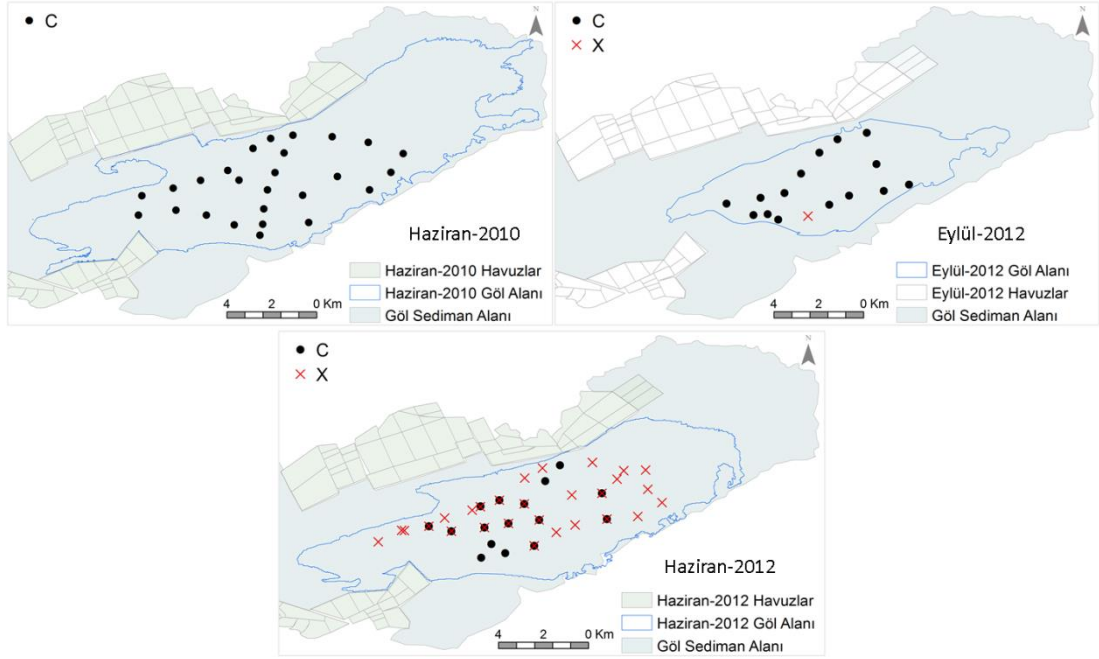 C
N
Haziran-2010
Haziran-2010 Havuzlar
Haziran-2010 Göl Alanı
Göl Sediman Alanı
4 2 0 Km
C
X
N
Eylül-2012
Eylül-2012 Göl Alanı
Eylül-2012 Havuzlar
Göl Sediman Alanı
4 2 0 Km
C
X
N
Haziran-2012
Haziran-2012 Havuzlar
Haziran-2012 Göl Alanı
Göl Sediman Alanı
4 2 0 Km